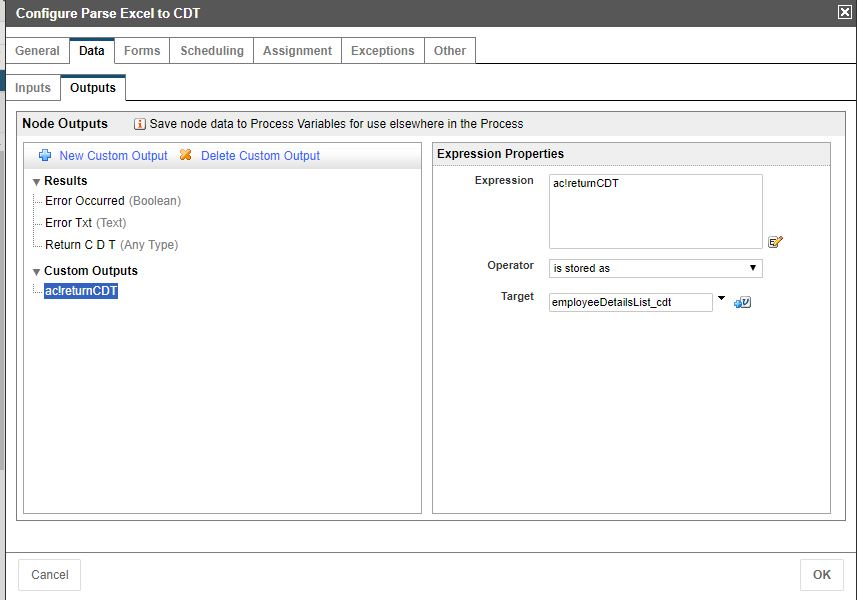 Configure Parse Excel to CDT
General Data Forms Scheduling Assignment Exceptions Other
Inputs Outputs
Node Outputs Save node data to Process Variables for use elsewhere in the Process
New Custom Output Delete Custom Output
Results
Error Occurred (Boolean)
Error Txt (Text)
Return C D T (Any Type)
Custom Outputs
ac!returnCDT
Expression Properties
Expression ac!returnCDT
Operator is stored as
Target employeeDetailsList_cdt
Cancel OK